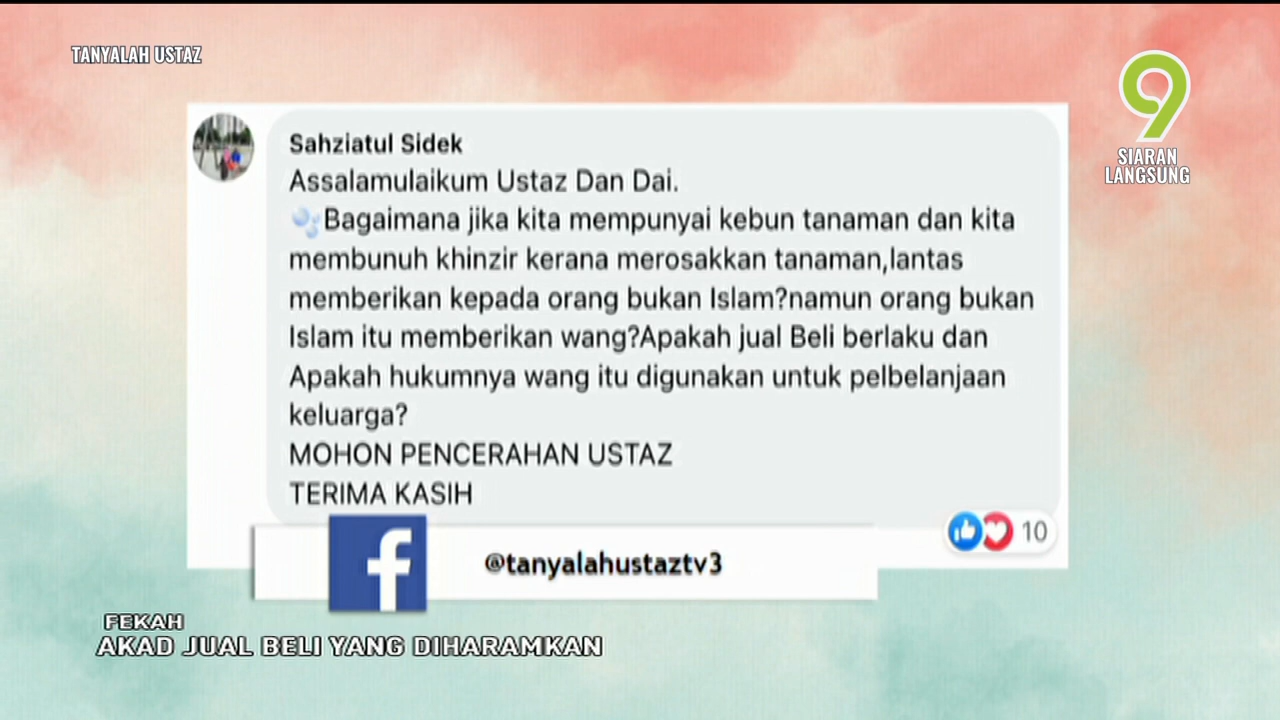 TANYALAH USTAZ
9
SIARAN
LANGSUNG
Sahziatul Sidek
Assalamulaikum Ustaz Dan Dai.
Bagaimana jika kita mempunyai kebun tanaman dan kita
membunuh khinzir kerana merosakkan tanaman,lantas
memberikan kepada orang bukan Islam?namun orang bukan
Islam itu memberikan wang?Apakah jual Beli berlaku dan
Apakah hukumnya wang itu digunakan untuk pelbelanjaan
keluarga?
MOHON PENCERAHAN USTAZ
TERIMA KASIH
10
f
@tanyalahustaztv3
FEKAH
AKAD JUAL BELI YANG DIHARAMKAN